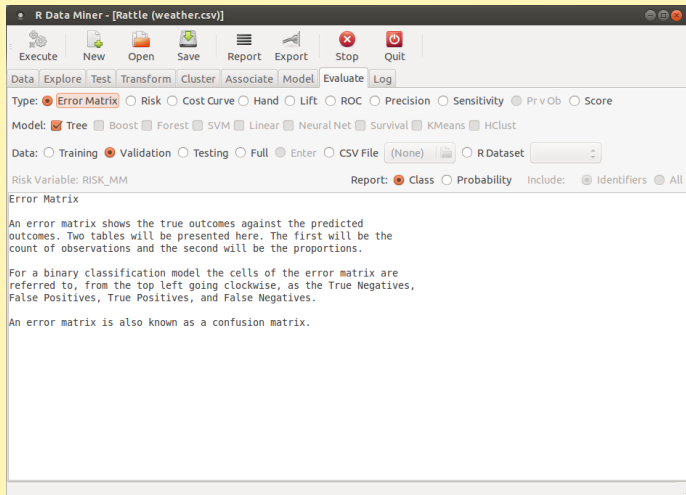 R Data Miner - [Rattle (weather.csv)]
Execute New Open Save Report Export Stop Quit
Data Explore Test Transform Cluster Associate Model Evaluate Log
Type: Error Matrix Risk Cost Curve Hand Lift ROC Precision Sensitivity Pr v Ob Score
Model: Tree Boost Forest SVM Linear Neural Net Survival KMeans HClust
Data: Training Validation Testing Full Enter CSV File (None) R Dataset
Risk Variable: RISK_MM Report: Class Probability Include: Identifiers All
Error Matrix
An error matrix shows the true outcomes against the predicted
outcomes. Two tables will be presented here. The first will be the
count of observations and the second will be the proportions.
For a binary classification model the cells of the error matrix are
referred to, from the top left going clockwise, as the True Negatives,
False Positives, True Positives, and False Negatives.
An error matrix is also known as a confusion matrix.